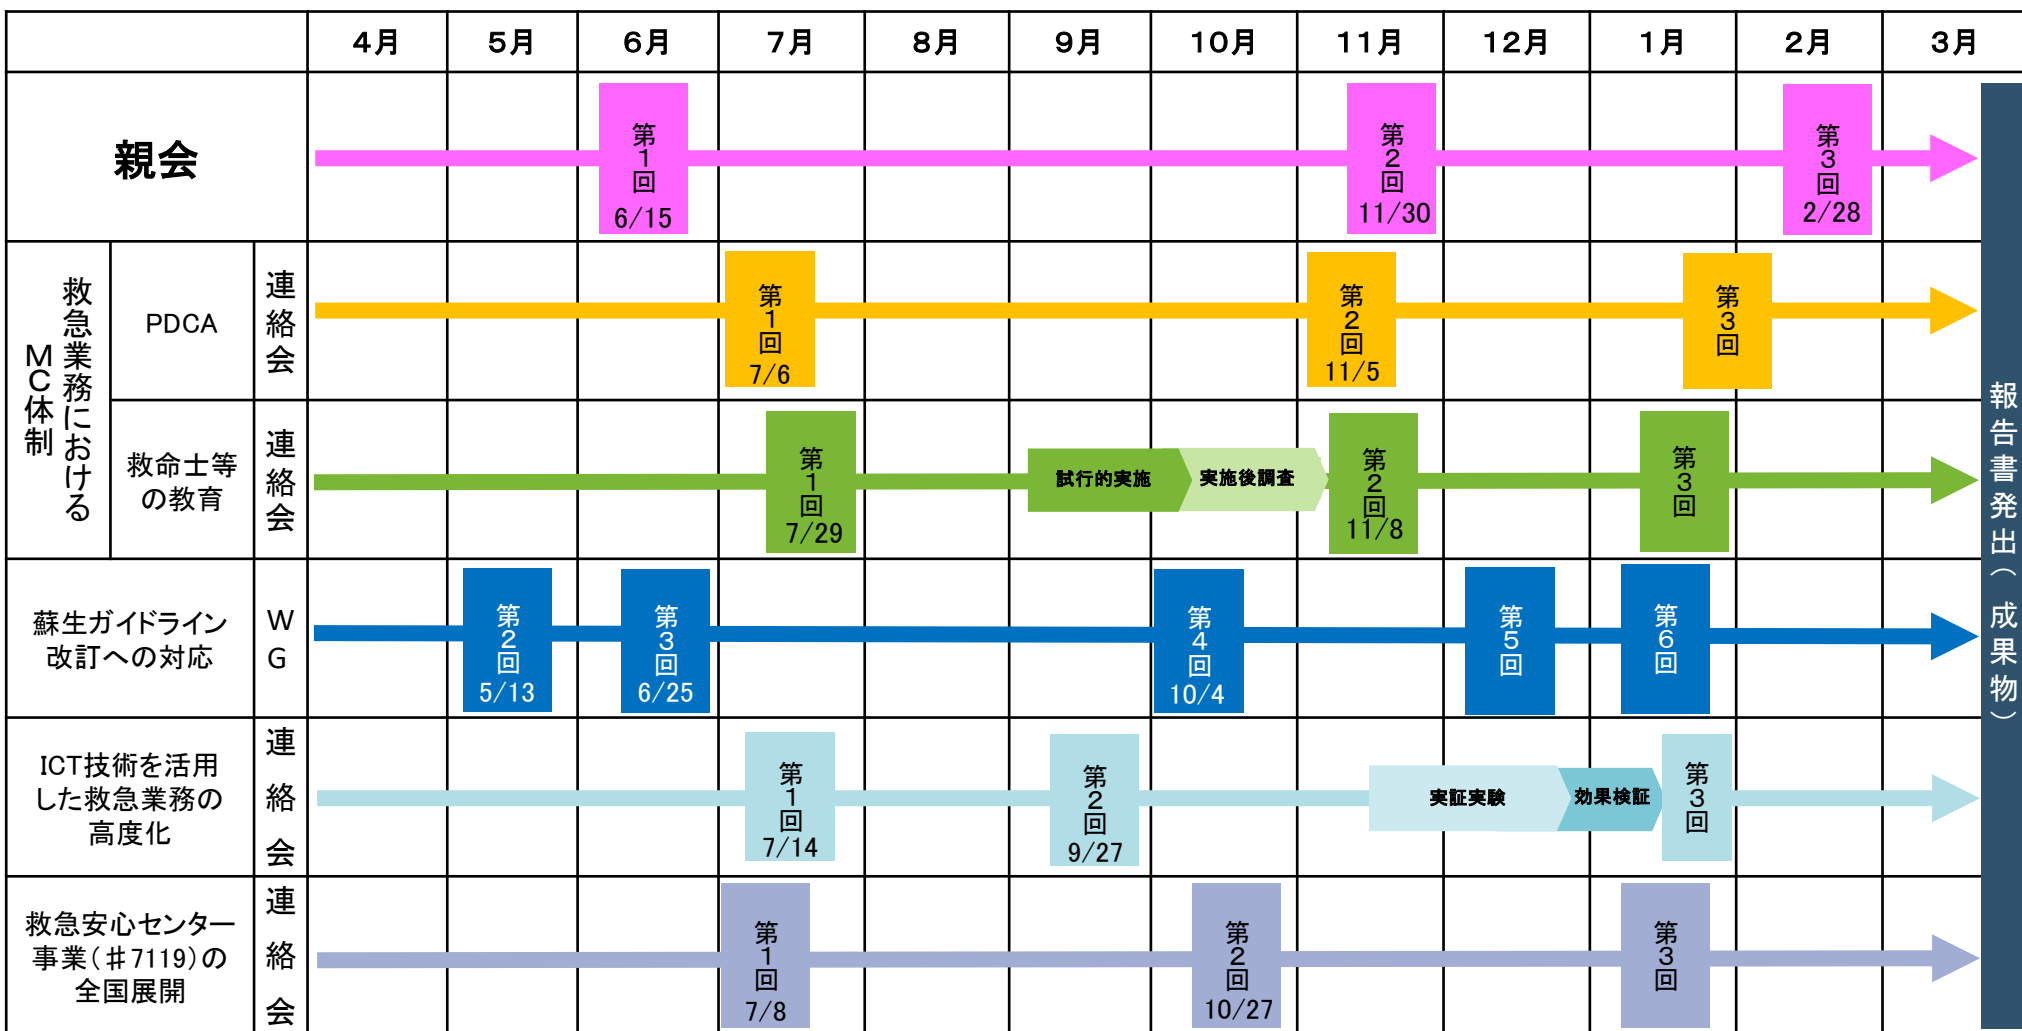 4月 5月 6月 7月 8月 9月 10月 11月 12月 1月 2月 3月
親会
第1回
6/15
第2回
11/30
第3回
2/28
救急業務における
MC体制
PDCA
連絡会
第1回
7/6
第2回
11/5
第3回
救命士等
の教育
連絡会
第1回
7/29
試行的実施
実施後調査
第2回
11/8
第3回
蘇生ガイドライン
改訂への対応
WG
第2回
5/13
第3回
6/25
第4回
10/4
第5回
第6回
ICT技術を活用
した救急業務の
高度化
連絡会
第1回
7/14
第2回
9/27
実証実験
効果検証
第3回
救急安心センター
事業(♯7119)の
全国展開
連絡会
第1回
7/8
第2回
10/27
第3回
報告書発出(成果物)